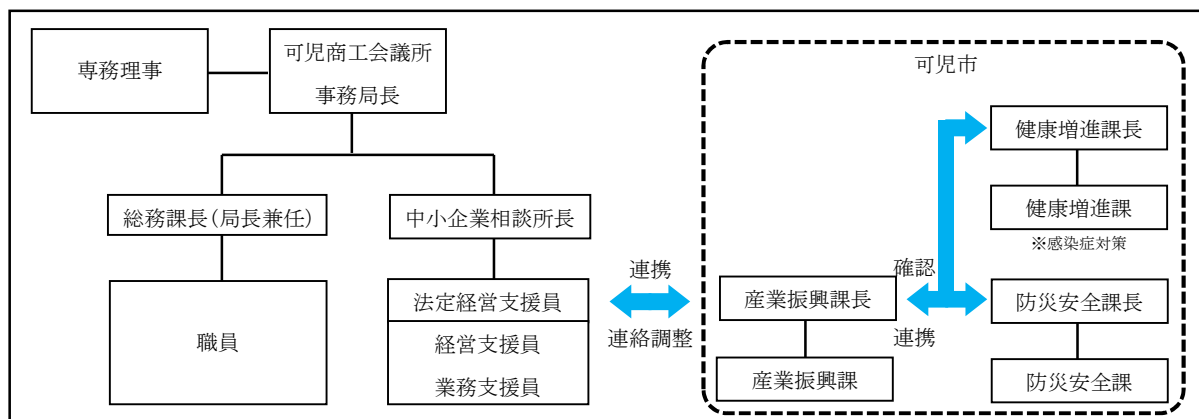 専務理事
可児商工会議所
事務局長
総務課長(局長兼任)
職員
中小企業相談所長
法定経営支援員
経営支援員
業務支援員
連携
連絡調整
可児市
産業振興課長
産業振興課
確認
連携
健康増進課長
健康増進課
※感染症対策
防災安全課長
防災安全課